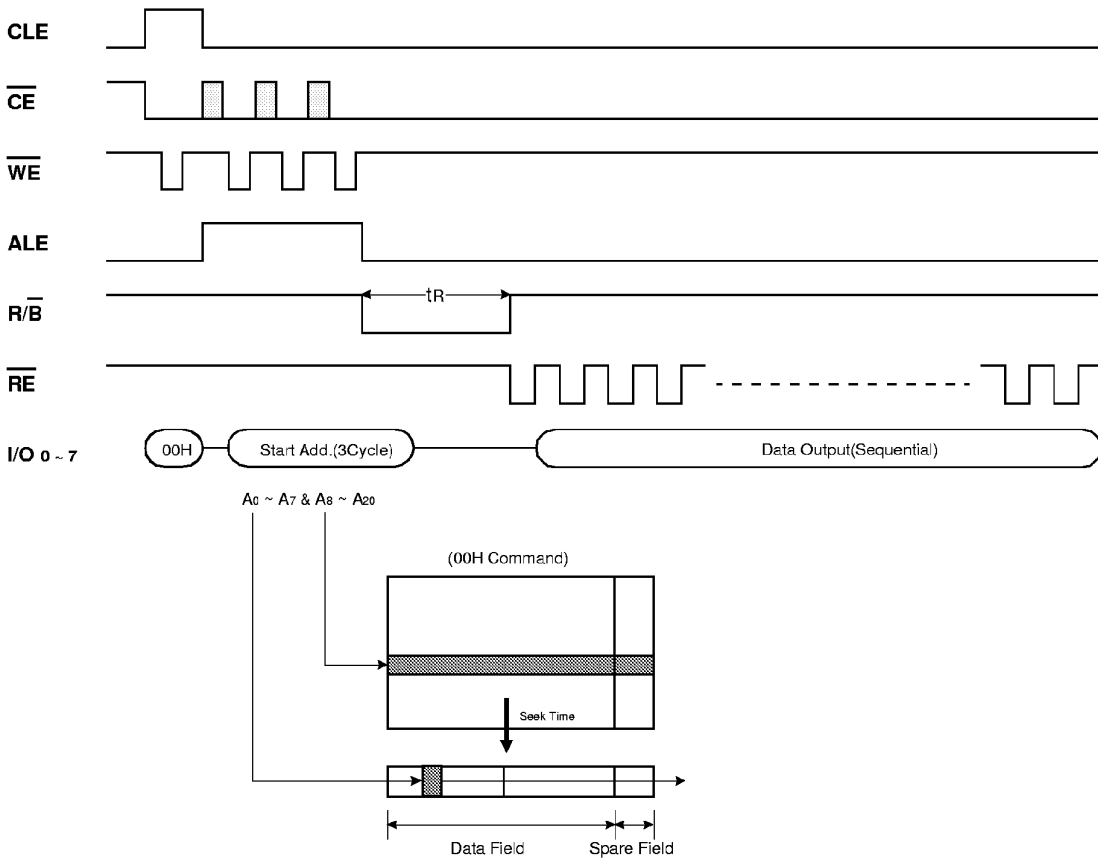 CLE
CE
WE
ALE
R/B
tR
RE
I/O 0 ~ 7
00H
Start Add.(3Cycle)
Data Output(Sequential)
A0 ~ A7 & A8 ~ A20
(00H Command)
Seek Time
Data Field
Spare Field